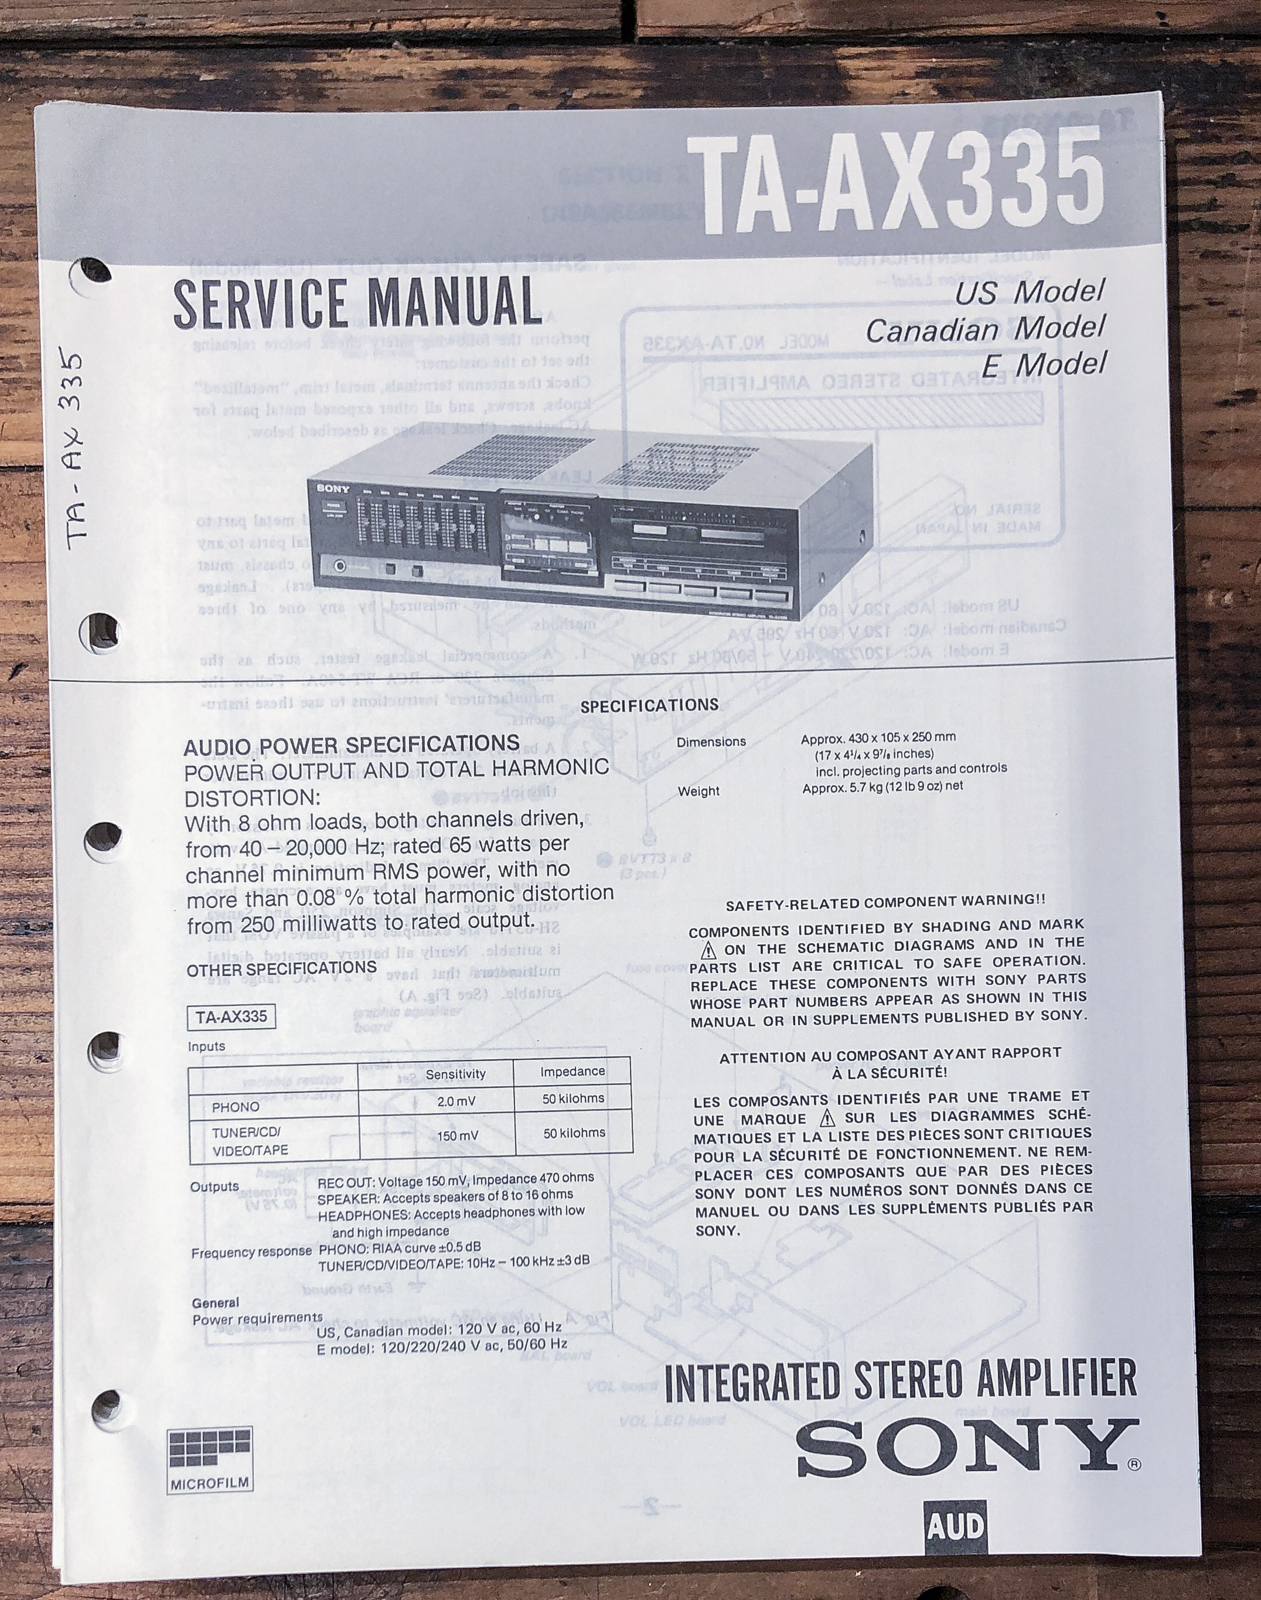 TA-AX335
SERVICE MANUAL
US Model
Canadian Model
E Model
TA-AX 335
SONY
SPECIFICATIONS
AUDIO POWER SPECIFICATIONS
POWER OUTPUT AND TOTAL HARMONIC
DISTORTION:
With 8 ohm loads, both channels driven,
from 40 – 20,000 Hz; rated 65 watts per
channel minimum RMS power, with no
more than 0.08 % total harmonic distortion
from 250 milliwatts to rated output.
OTHER SPECIFICATIONS
TA-AX335
Inputs
Sensitivity Impedance
PHONO 2.0 mV 50 kilohms
TUNER/CD/
VIDEO/TAPE 150 mV 50 kilohms
Outputs REC OUT: Voltage 150 mV, Impedance 470 ohms
SPEAKER: Accepts speakers of 8 to 16 ohms
HEADPHONES: Accepts headphones with low
and high impedance
Frequency response PHONO: RIAA curve ±0.5 dB
TUNER/CD/VIDEO/TAPE: 10Hz – 100 kHz ±3 dB
General
Power requirements
US, Canadian model: 120 V ac, 60 Hz
E model: 120/220/240 V ac, 50/60 Hz
Dimensions Approx. 430 x 105 x 250 mm
(17 x 4¼ x 9⅞ inches)
incl. projecting parts and controls
Weight Approx. 5.7 kg (12 lb 9 oz) net
SAFETY-RELATED COMPONENT WARNING!!
COMPONENTS IDENTIFIED BY SHADING AND MARK
⚠ ON THE SCHEMATIC DIAGRAMS AND IN THE
PARTS LIST ARE CRITICAL TO SAFE OPERATION.
REPLACE THESE COMPONENTS WITH SONY PARTS
WHOSE PART NUMBERS APPEAR AS SHOWN IN THIS
MANUAL OR IN SUPPLEMENTS PUBLISHED BY SONY.
ATTENTION AU COMPOSANT AYANT RAPPORT
À LA SÉCURITÉ!
LES COMPOSANTS IDENTIFIÉS PAR UNE TRAME ET
UNE MARQUE ⚠ SUR LES DIAGRAMMES SCHÉ-
MATIQUES ET LA LISTE DES PIÈCES SONT CRITIQUES
POUR LA SÉCURITÉ DE FONCTIONNEMENT. NE REM-
PLACER CES COMPOSANTS QUE PAR DES PIÈCES
SONY DONT LES NUMÉROS SONT DONNÉS DANS CE
MANUEL OU DANS LES SUPPLÉMENTS PUBLIÉS PAR
SONY.
INTEGRATED STEREO AMPLIFIER
SONY®
MICROFILM
AUD